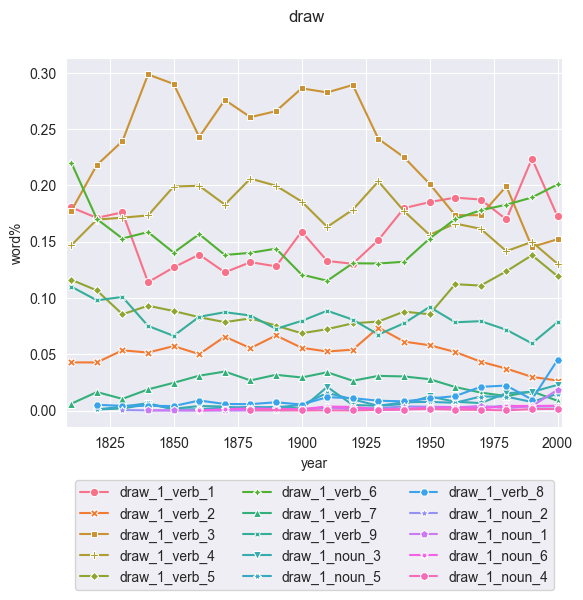 draw
0.30
0.25
0.20
0.15
0.10
0.05
0.00
word%
1825 1850 1875 1900 1925 1950 1975 2000
year
draw_1_verb_1 draw_1_verb_6 draw_1_verb_8
draw_1_verb_2 draw_1_verb_7 draw_1_noun_2
draw_1_verb_3 draw_1_verb_9 draw_1_noun_1
draw_1_verb_4 draw_1_noun_3 draw_1_noun_6
draw_1_verb_5 draw_1_noun_5 draw_1_noun_4